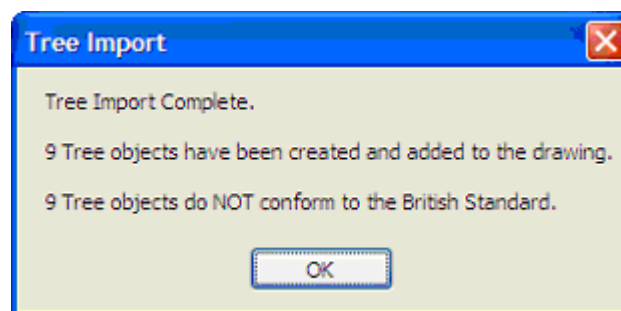 Tree Import
Tree Import Complete.
9 Tree objects have been created and added to the drawing.
9 Tree objects do NOT conform to the British Standard.
OK